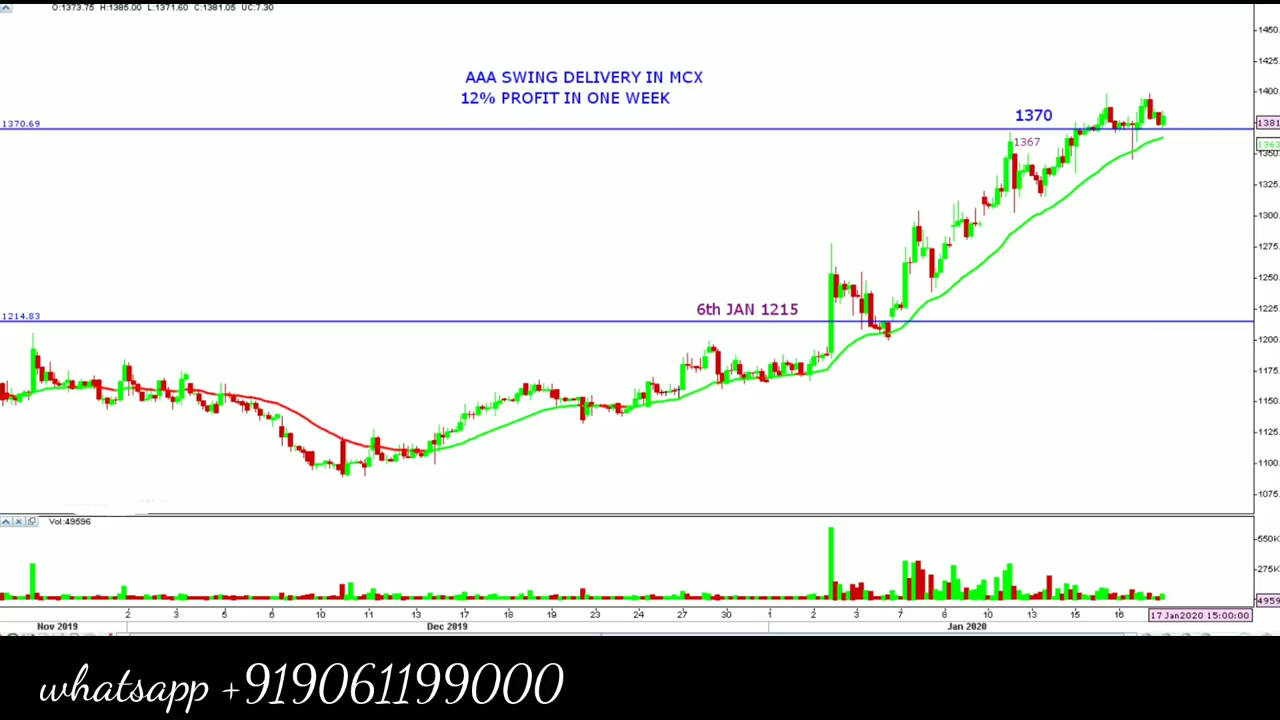 O:1373.75 H:1385.00 L:1371.60 C:1381.05 UC:7.30
1450.
1425.
AAA SWING DELIVERY IN MCX
12% PROFIT IN ONE WEEK
1400.
1370
1370.69
1381
1367
1363
1350.
1325.
1300.
1275.
1250.
6th JAN 1215
1225.
1214.83
1200.
1175.
1150.
1125.
1100.
1075.
Vol:49596
550K
275K
4959
2 3 5 6 10 11 13 17 18 19 23 24 27 30 1 2 3 7 8 10 13 15 16 17 Jan2020 15:00:00
Nov 2019 Dec 2019 Jan 2020
whatsapp +919061199000